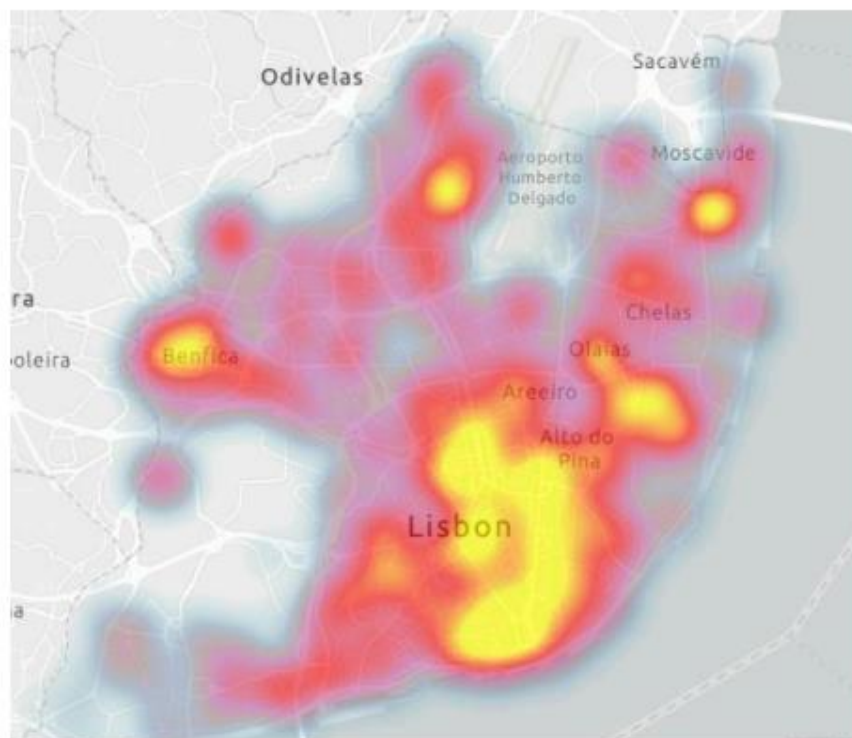 Odivelas
Sacavém
Aeroporto
Humberto
Delgado
Moscavide
ra
Chelas
oleira
Benfica
Olaias
Areeiro
Alto do
Pina
Lisbon
a